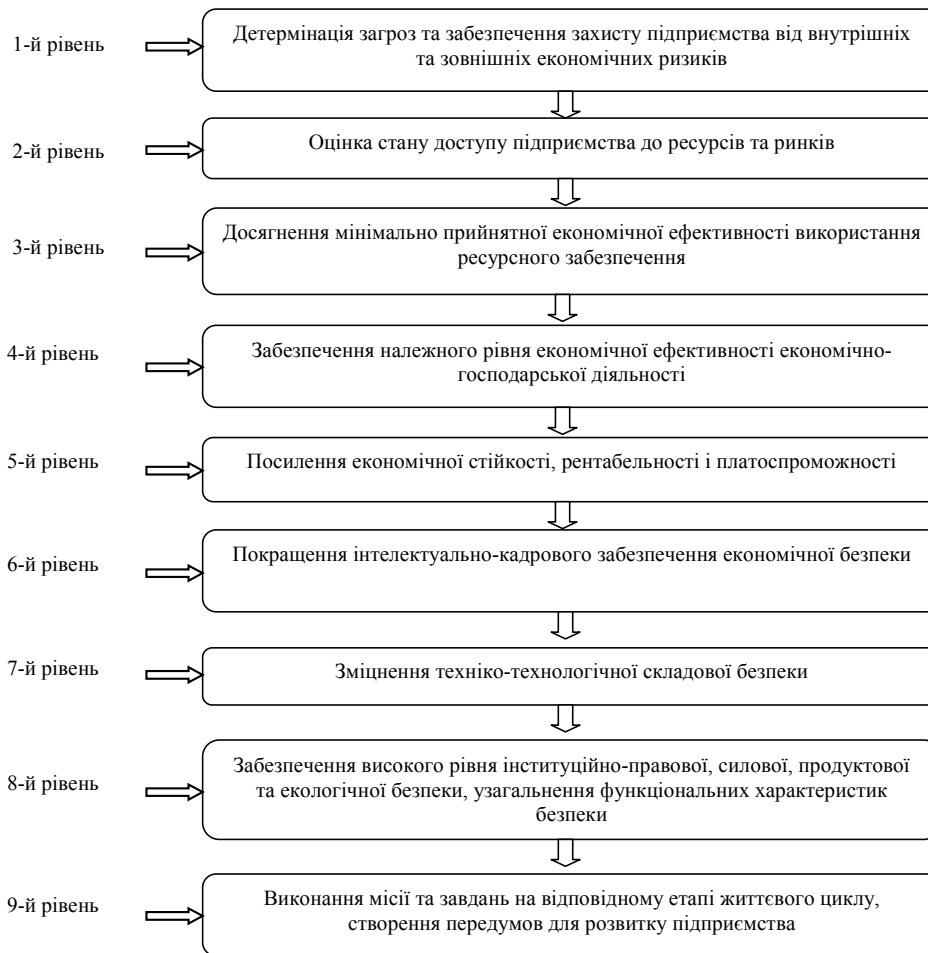 1-й рівень
Детермінація загроз та забезпечення захисту підприємства від внутрішніх
та зовнішніх економічних ризиків
2-й рівень
Оцінка стану доступу підприємства до ресурсів та ринків
3-й рівень
Досягнення мінімально прийнятної економічної ефективності використання
ресурсного забезпечення
4-й рівень
Забезпечення належного рівня економічної ефективності економічно-
господарської діяльності
5-й рівень
Посилення економічної стійкості, рентабельності і платоспроможності
6-й рівень
Покращення інтелектуально-кадрового забезпечення економічної безпеки
7-й рівень
Зміцнення техніко-технологічної складової безпеки
8-й рівень
Забезпечення високого рівня інституційно-правової, силової, продуктової
та екологічної безпеки, узагальнення функціональних характеристик
безпеки
9-й рівень
Виконання місії та завдань на відповідному етапі життєвого циклу,
створення передумов для розвитку підприємства